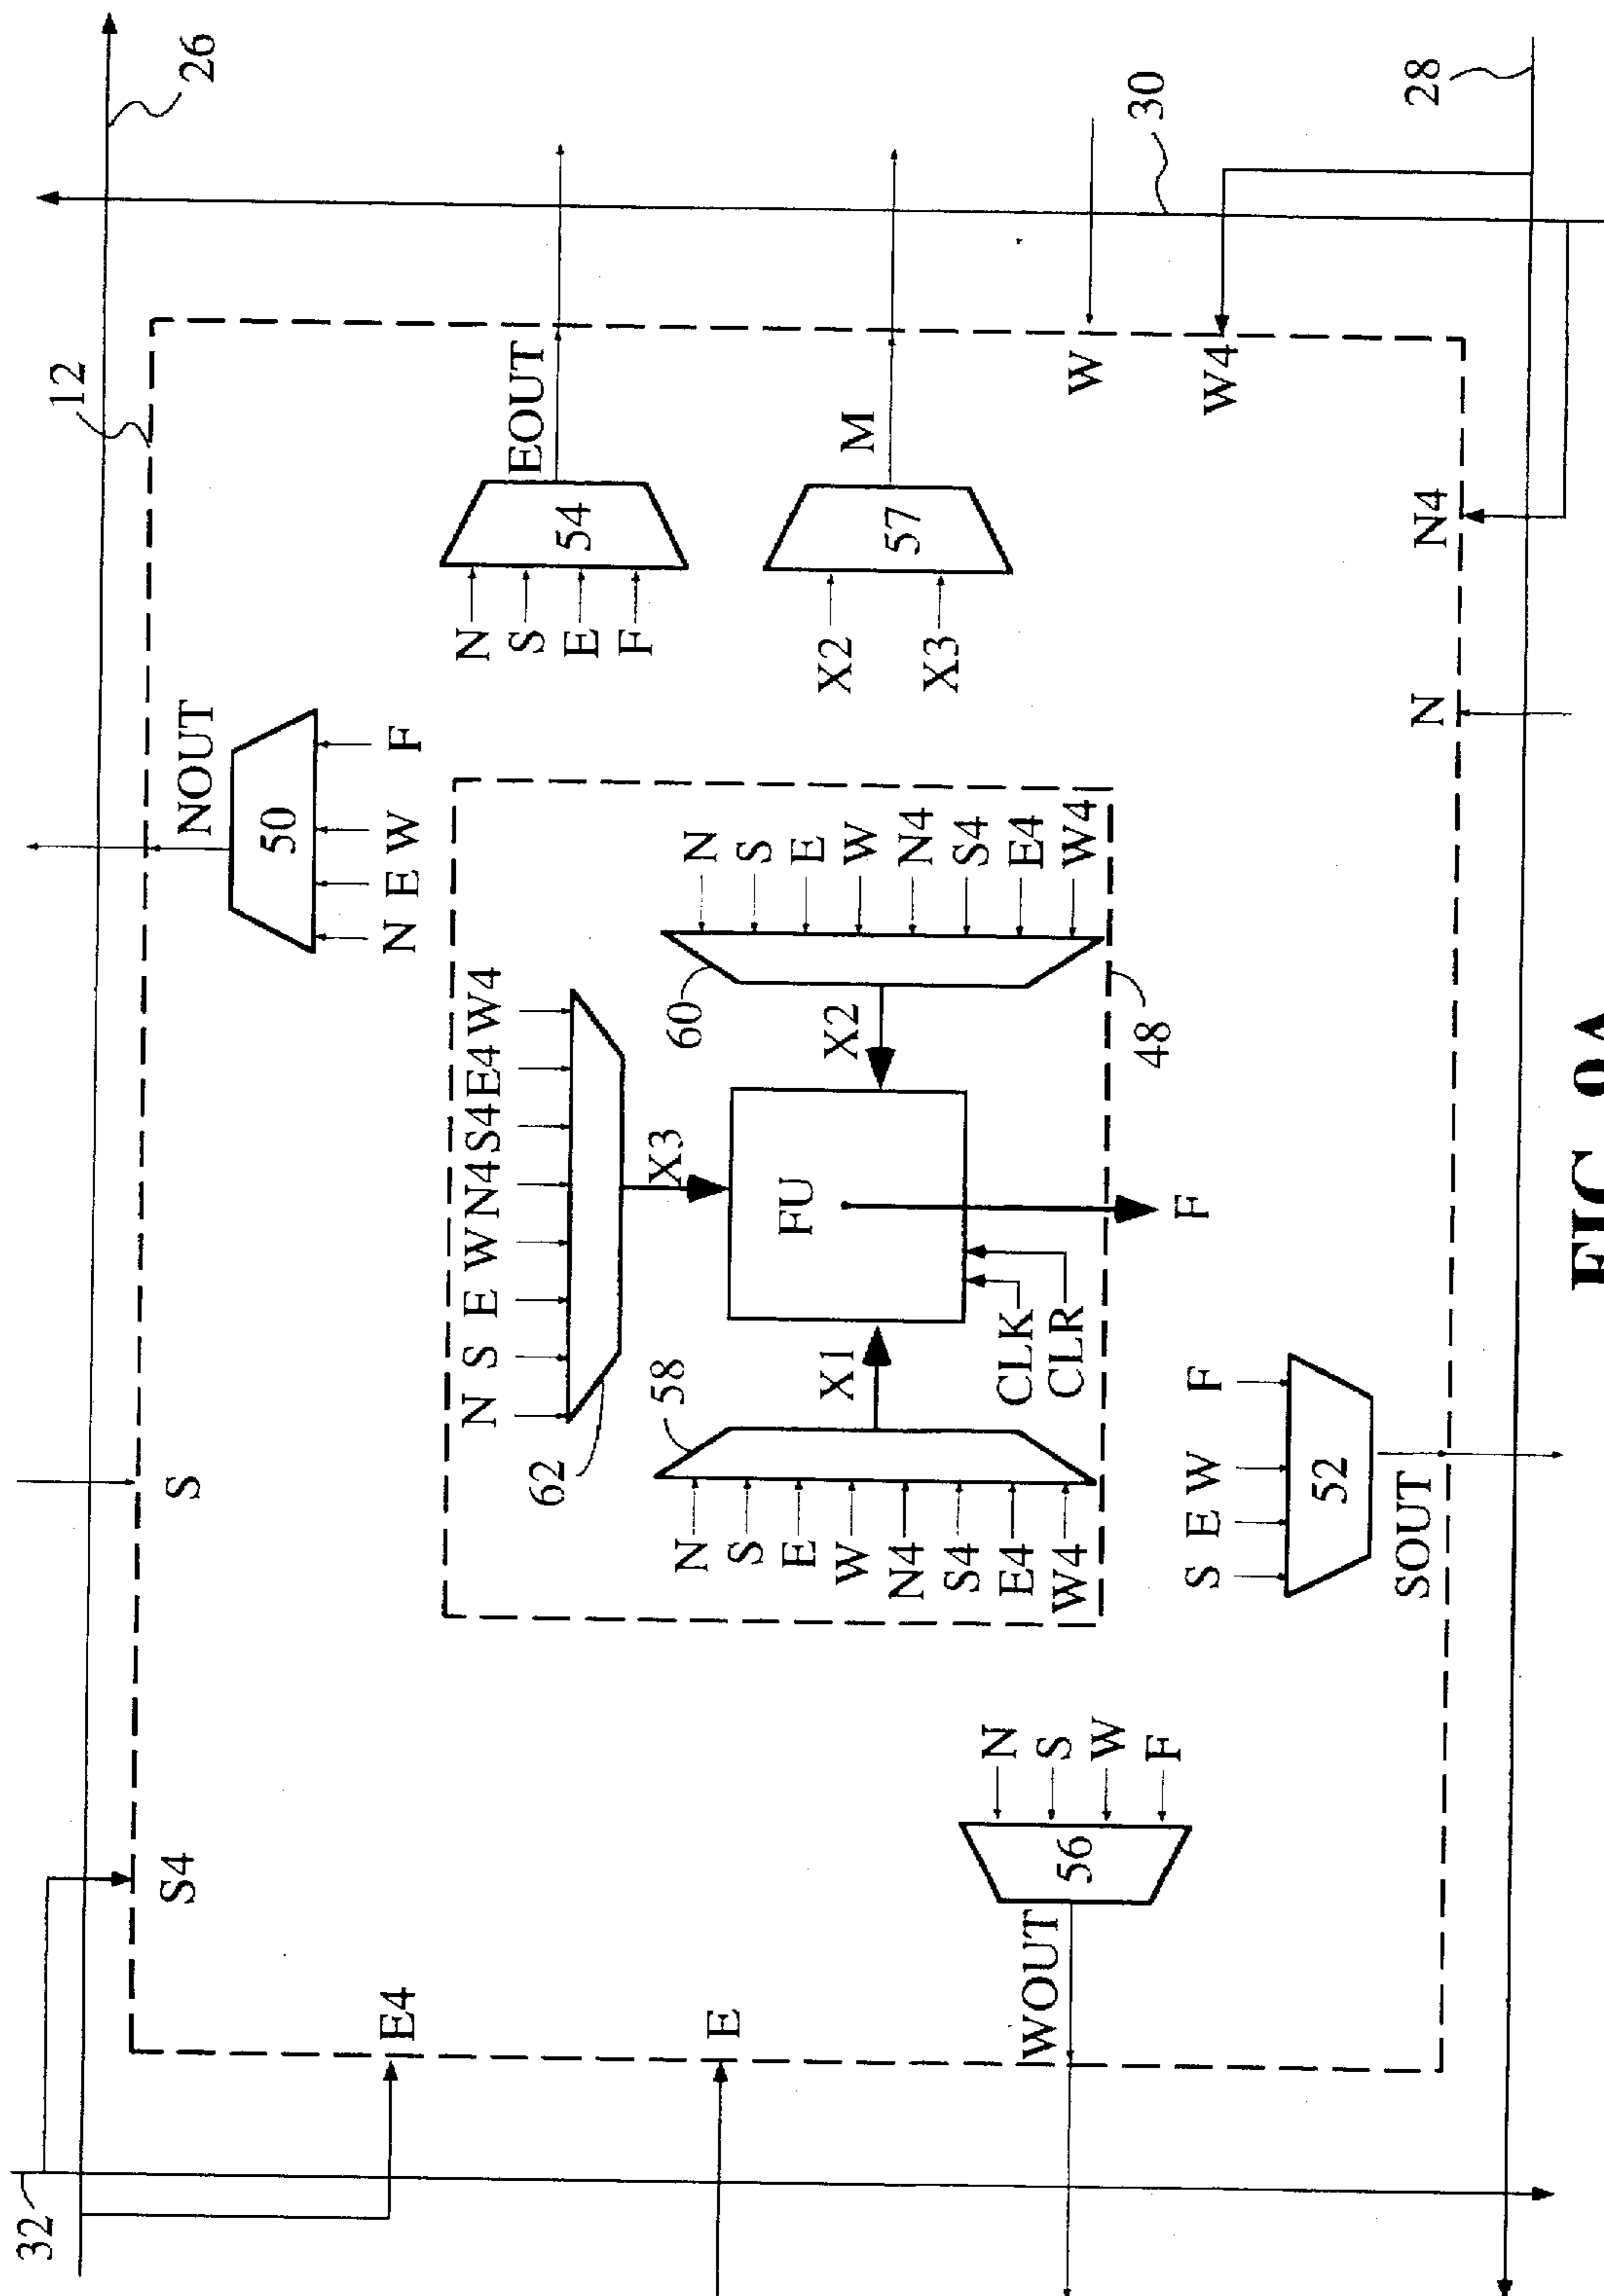 32
26
12
S4
S
NOUT
50
N E W F
E4
N S E W N4 S4 E4 W4
62
X3
EOUT
54
N
S
E
F
E
58
X1
FU
X2
60
N
S
E
W
N4
S4
E4
W4
N
S
E
W
N4
S4
E4
W4
CLK
CLR
F
48
M
57
X2
X3
WOUT
56
N
S
W
F
S E W F
52
SOUT
W
W4
N
N4
30
28
FIG